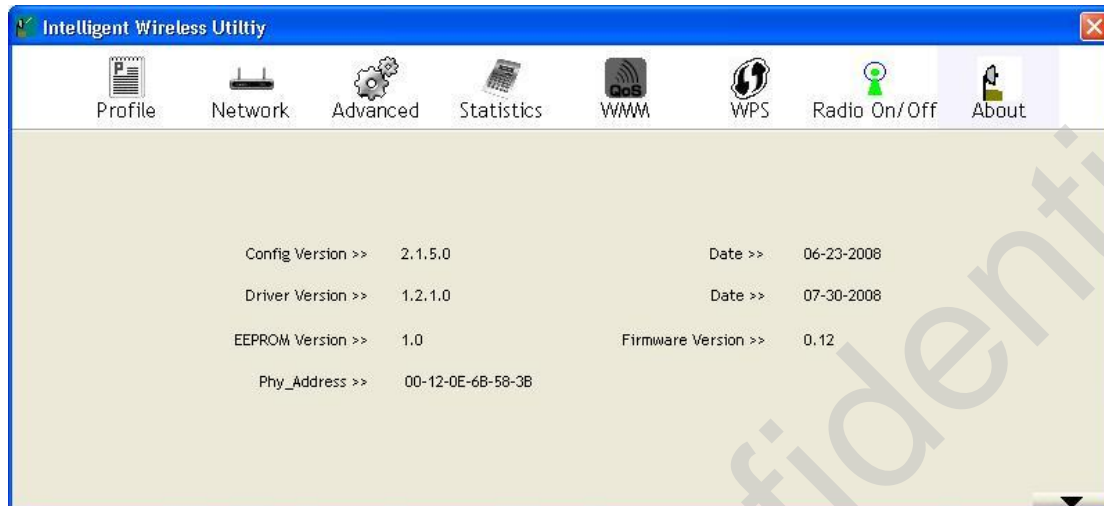 Intelligent Wireless Utiltiy
Profile Network Advanced Statistics QoS WMM WPS Radio On/Off About
Config Version >> 2.1.5.0 Date >> 06-23-2008
Driver Version >> 1.2.1.0 Date >> 07-30-2008
EEPROM Version >> 1.0 Firmware Version >> 0.12
Phy_Address >> 00-12-0E-6B-58-3B
fidenti